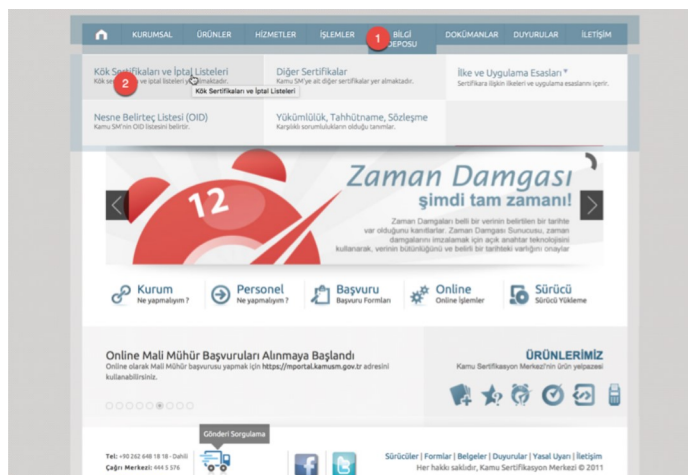 KURUMSAL ÜRÜNLER HİZMETLER İŞLEMLER 1 BİLGİ DEPOSU DOKÜMANLAR DUYURULAR İLETİŞİM
Kök Sertifikaları ve İptal Listeleri
Kök ve iptal listeleri almaktadır.
2
Kök Sertifikaları ve İptal Listeleri
Diğer Sertifikalar
Kamu SM'ye ait diğer sertifikalar yer almaktadır.
İlke ve Uygulama Esasları
Sertifikara ilişkin ilkeleri ve uygulama esaslarını içerir.
Nesne Belirteç Listesi (OID)
Kamu SM'nin OID listesini belirtir.
Yükümlülük, Tahhütname, Sözleşme
Karşılıklı sorumlulukların olduğu tanımlar.
12
Zaman Damgası
şimdi tam zamanı!
Zaman Damgaları belli bir verinin belirtilen bir tarihte
var olduğunu kanıtlarlar. Zaman Damgası Sunucusu, zaman
damgalarını imzalamak için açık anahtar teknolojisini
kullanarak, verinin bütünlüğünü ve belirli bir tarihteki varlığını onaylar
Kurum
Ne yapmalıyım ?
Personel
Ne yapmalıyım ?
Başvuru
Başvuru Formları
Online
Online İşlemler
Sürücü
Sürücü Yükleme
Online Mali Mühür Başvuruları Alınmaya Başlandı
Online olarak Mali Mühür başvurusu yapmak için https://mportal.kamusm.gov.tr adresini
kullanabilirsiniz.
ÜRÜNLERİMİZ
Kamu Sertifikasyon Merkezi'nin ürün yelpazesi
Gönderi Sorgulama
Tel: +90 262 648 18 18 - Dahili
Çağrı Merkezi: 444 5 576
Sürücüler | Formlar | Belgeler | Duyurular | Yasal Uyarı | İletişim
Her hakkı saklıdır, Kamu Sertifikasyon Merkezi © 2011